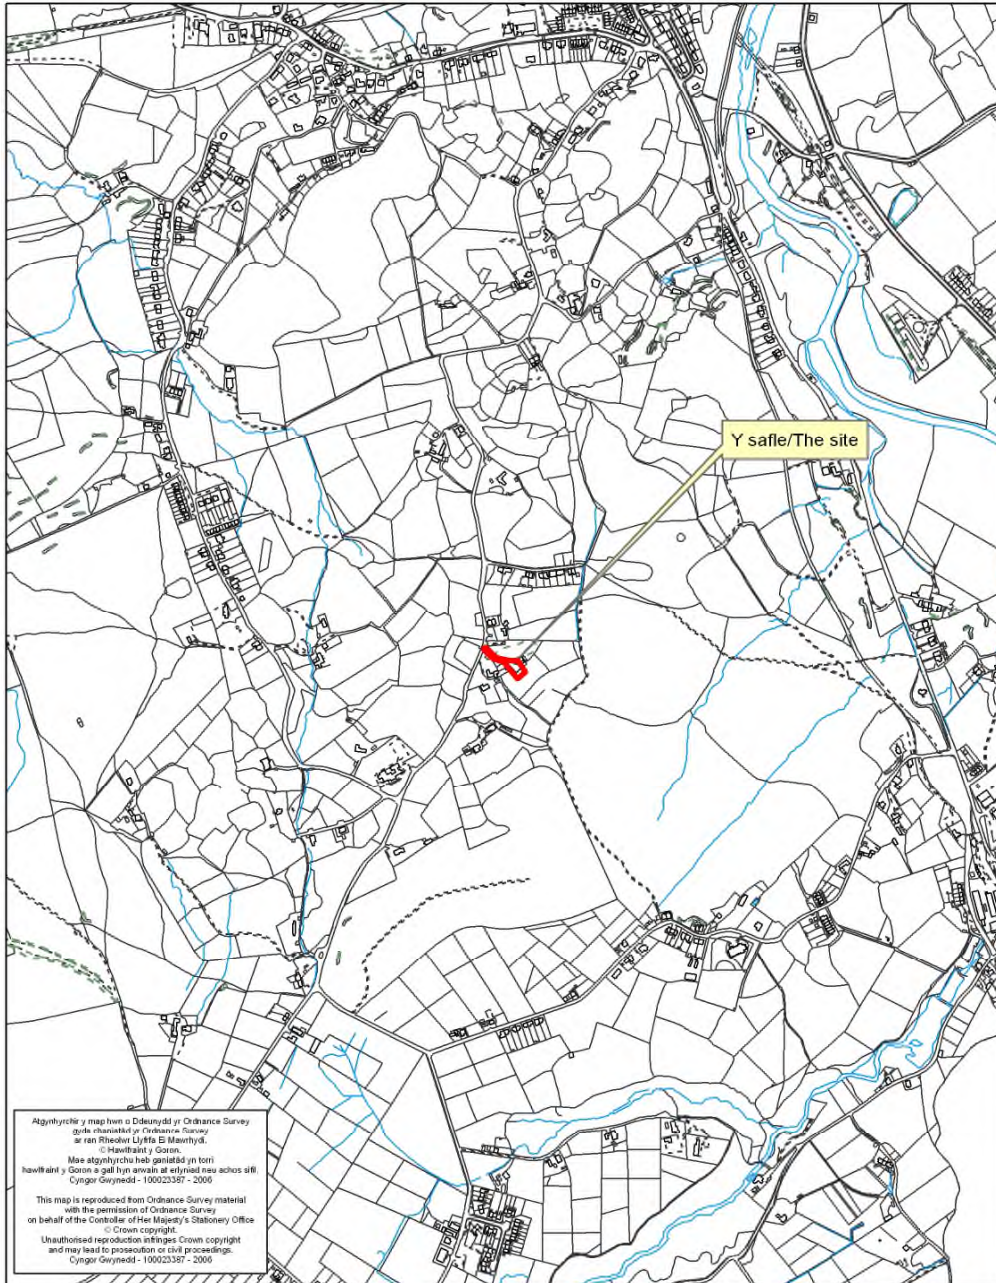 Y safle/The site
Atgynhyrchir y map hwn o Ddeunydd yr Ordnance Survey
gyda chaniatâd yr Ordnance Survey
ar ran Rheolwr Llyfrfa Ei Mawrhydi.
© Hawlfraint y Goron.
Mae atgynhyrchu heb ganiatâd yn torri
hawlfraint y Goron a gall hyn arwain at erlyniad neu achos sifil.
Cyngor Gwynedd - 100023387 - 2006
This map is reproduced from Ordnance Survey material
with the permission of Ordnance Survey
on behalf of the Controller of Her Majesty's Stationery Office
© Crown copyright.
Unauthorised reproduction infringes Crown copyright
and may lead to prosecution or civil proceedings.
Cyngor Gwynedd - 100023387 - 2006